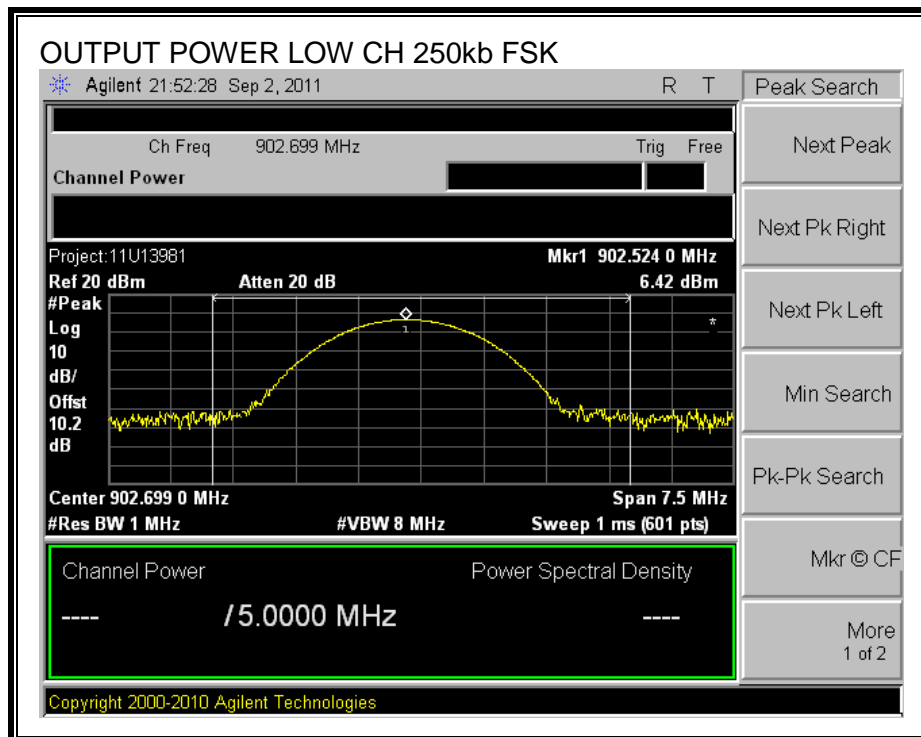 OUTPUT POWER LOW CH 250kb FSK
Agilent 21:52:28 Sep 2, 2011 R T
Peak Search
Ch Freq 902.699 MHz Trig Free
Channel Power
Next Peak
Next Pk Right
Project:11U13981 Mkr1 902.524 0 MHz
Ref 20 dBm Atten 20 dB 6.42 dBm
#Peak
Log
10
dB/
Offst
10.2
dB
1
*
Next Pk Left
Min Search
Pk-Pk Search
Center 902.699 0 MHz Span 7.5 MHz
#Res BW 1 MHz #VBW 8 MHz Sweep 1 ms (601 pts)
Channel Power Power Spectral Density
---- /5.0000 MHz ----
Mkr © CF
More
1 of 2
Copyright 2000-2010 Agilent Technologies